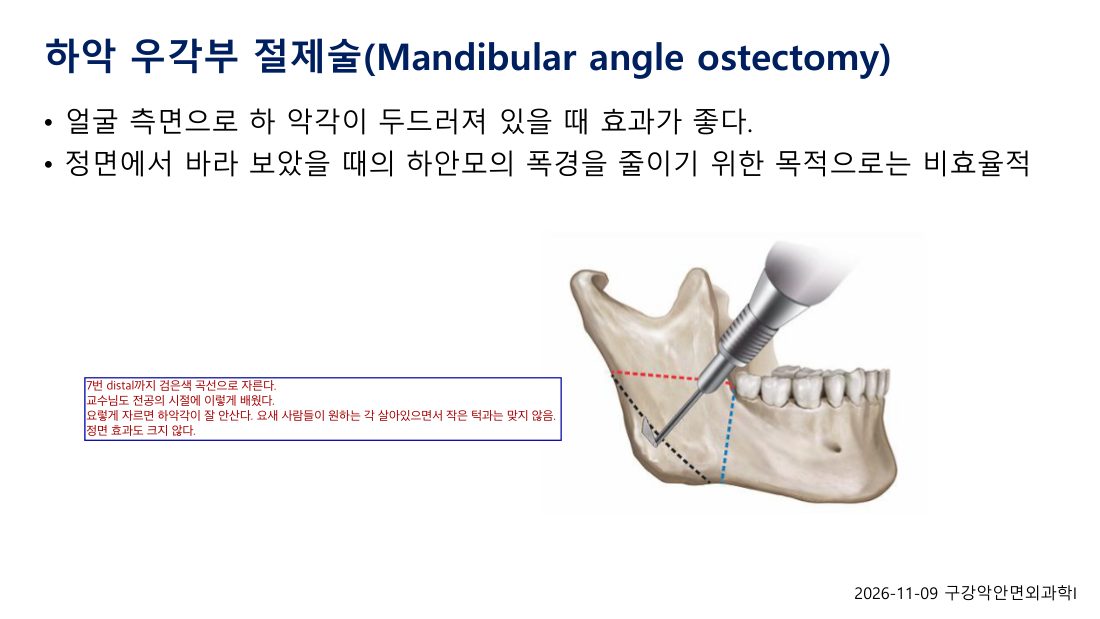 하악 우각부 절제술(Mandibular angle ostectomy)
• 얼굴 측면으로 하 악각이 두드러져 있을 때 효과가 좋다.
• 정면에서 바라 보았을 때의 하안모의 폭경을 줄이기 위한 목적으로는 비효율적
7번 distal까지 검은색 곡선으로 자른다.
교수님도 전공의 시절에 이렇게 배웠다.
요렇게 자르면 하악각이 잘 안산다. 요새 사람들이 원하는 각 살아있으면서 작은 턱과는 맞지 않음.
정면 효과도 크지 않다.
2026-11-09 구강악안면외과학I